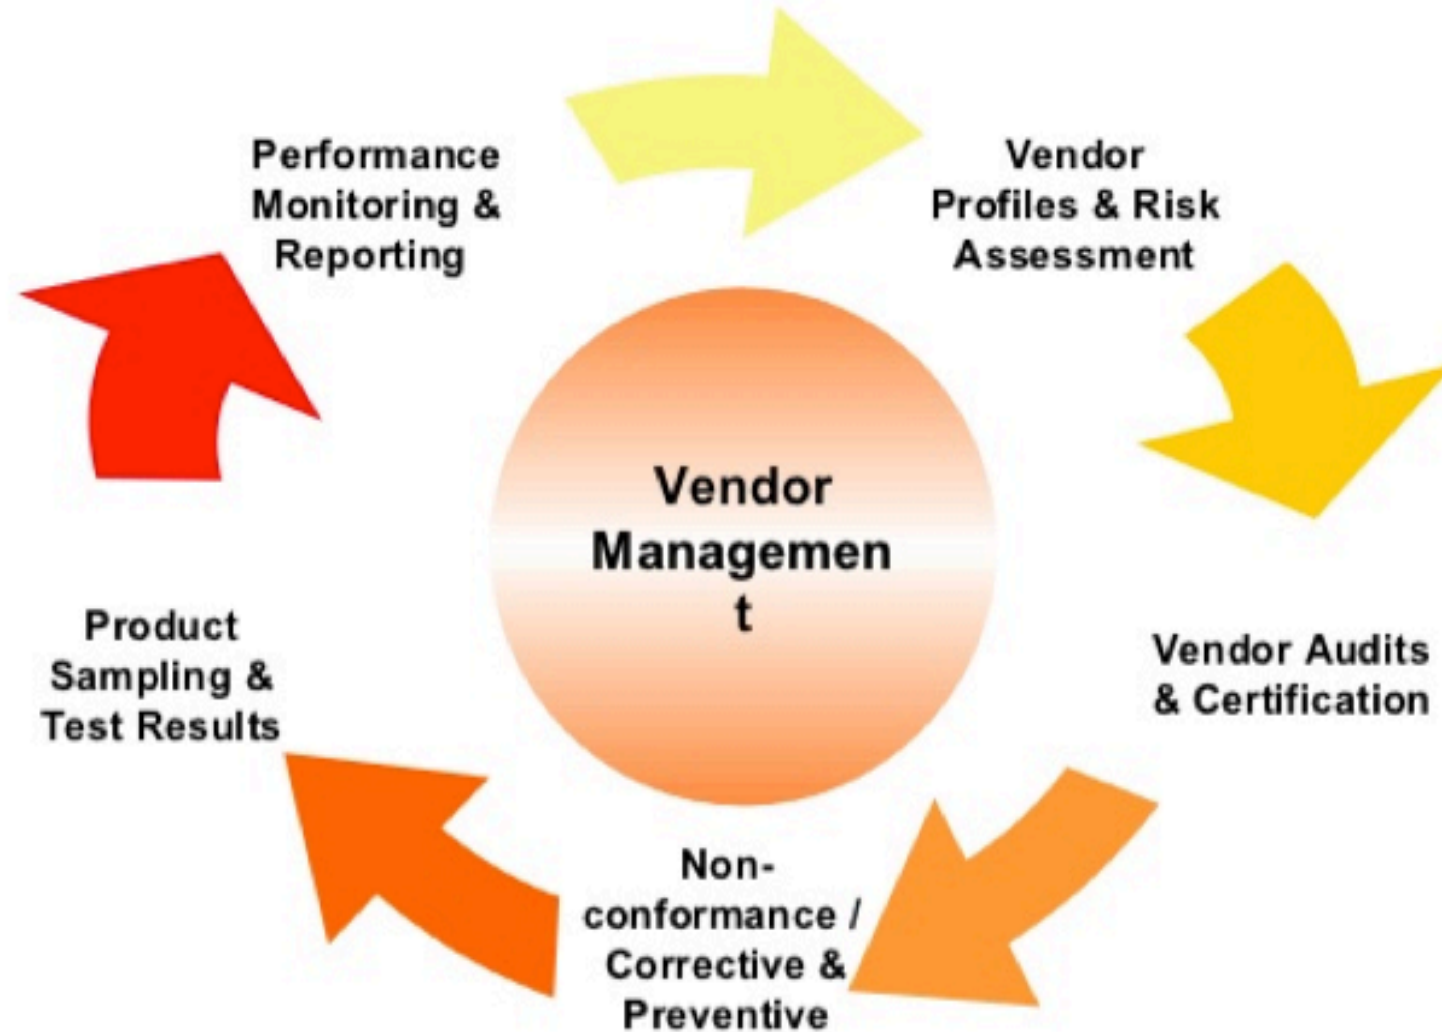 Performance
Monitoring &
Reporting
Vendor
Profiles & Risk
Assessment
Vendor
Managemen
t
Vendor Audits
& Certification
Non-
conformance /
Corrective &
Preventive
Product
Sampling &
Test Results